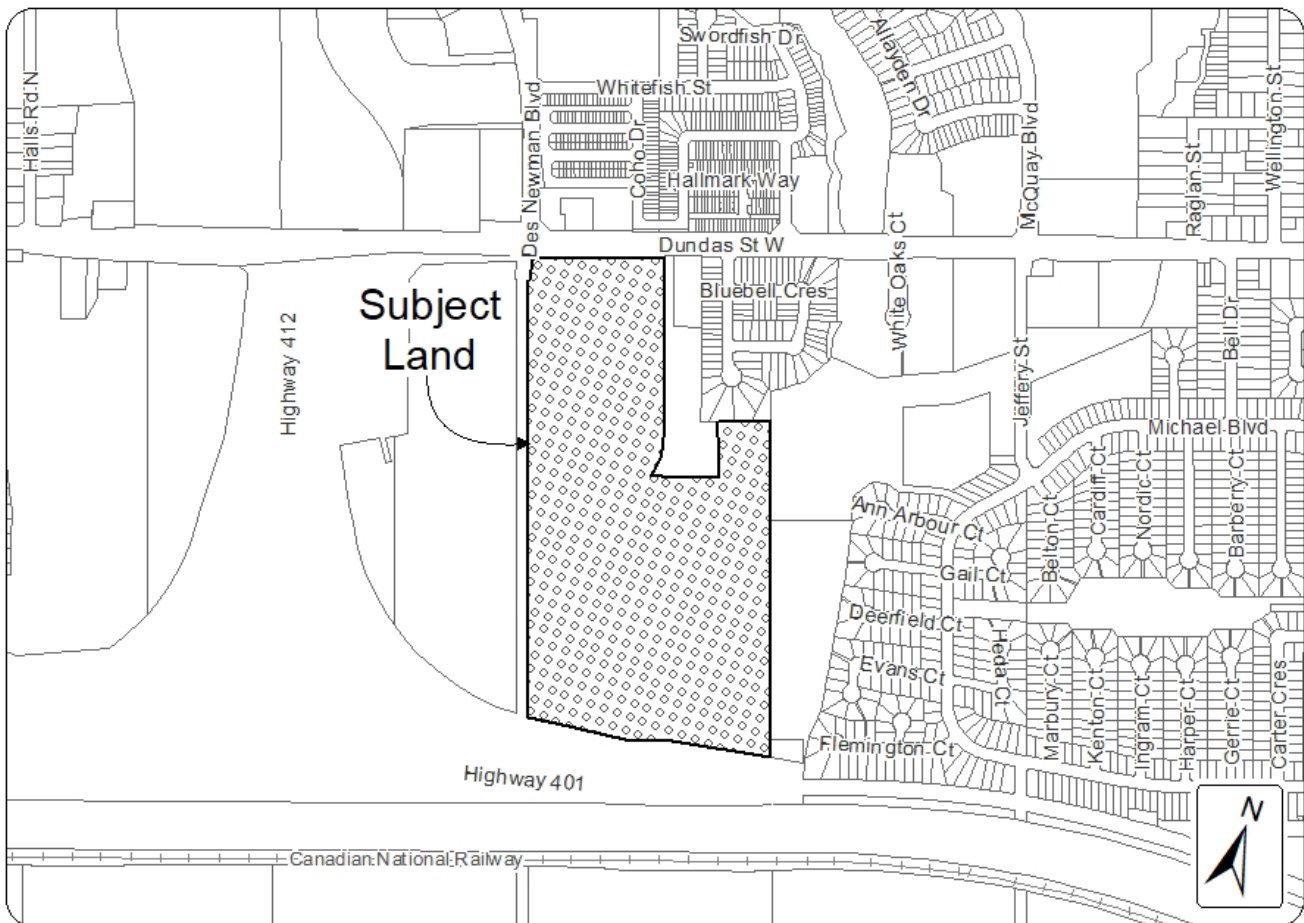 Swordfish Dr
Allayden Dr
Whitefish St
Halls Rd N
Des Newman Blvd
Coho Dr
Hallmark Way
McQuay Blvd
Raglan St
Wellington St
Dundas St W
White Oaks Ct
Bluebell Cres
Subject
Land
Highway 412
Jeffery St
Bell Dr
Michael Blvd
Ann Arbour Ct
Belton Ct
Cardiff Ct
Nordic Ct
Barberry Ct
Gail Ct
Deerfield Ct
Heda Ct
Evans Ct
Marbury Ct
Kenton Ct
Ingram Ct
Harper Ct
Gerrie Ct
Carter Cres
Flemington Ct
Highway 401
N
Canadian National Railway